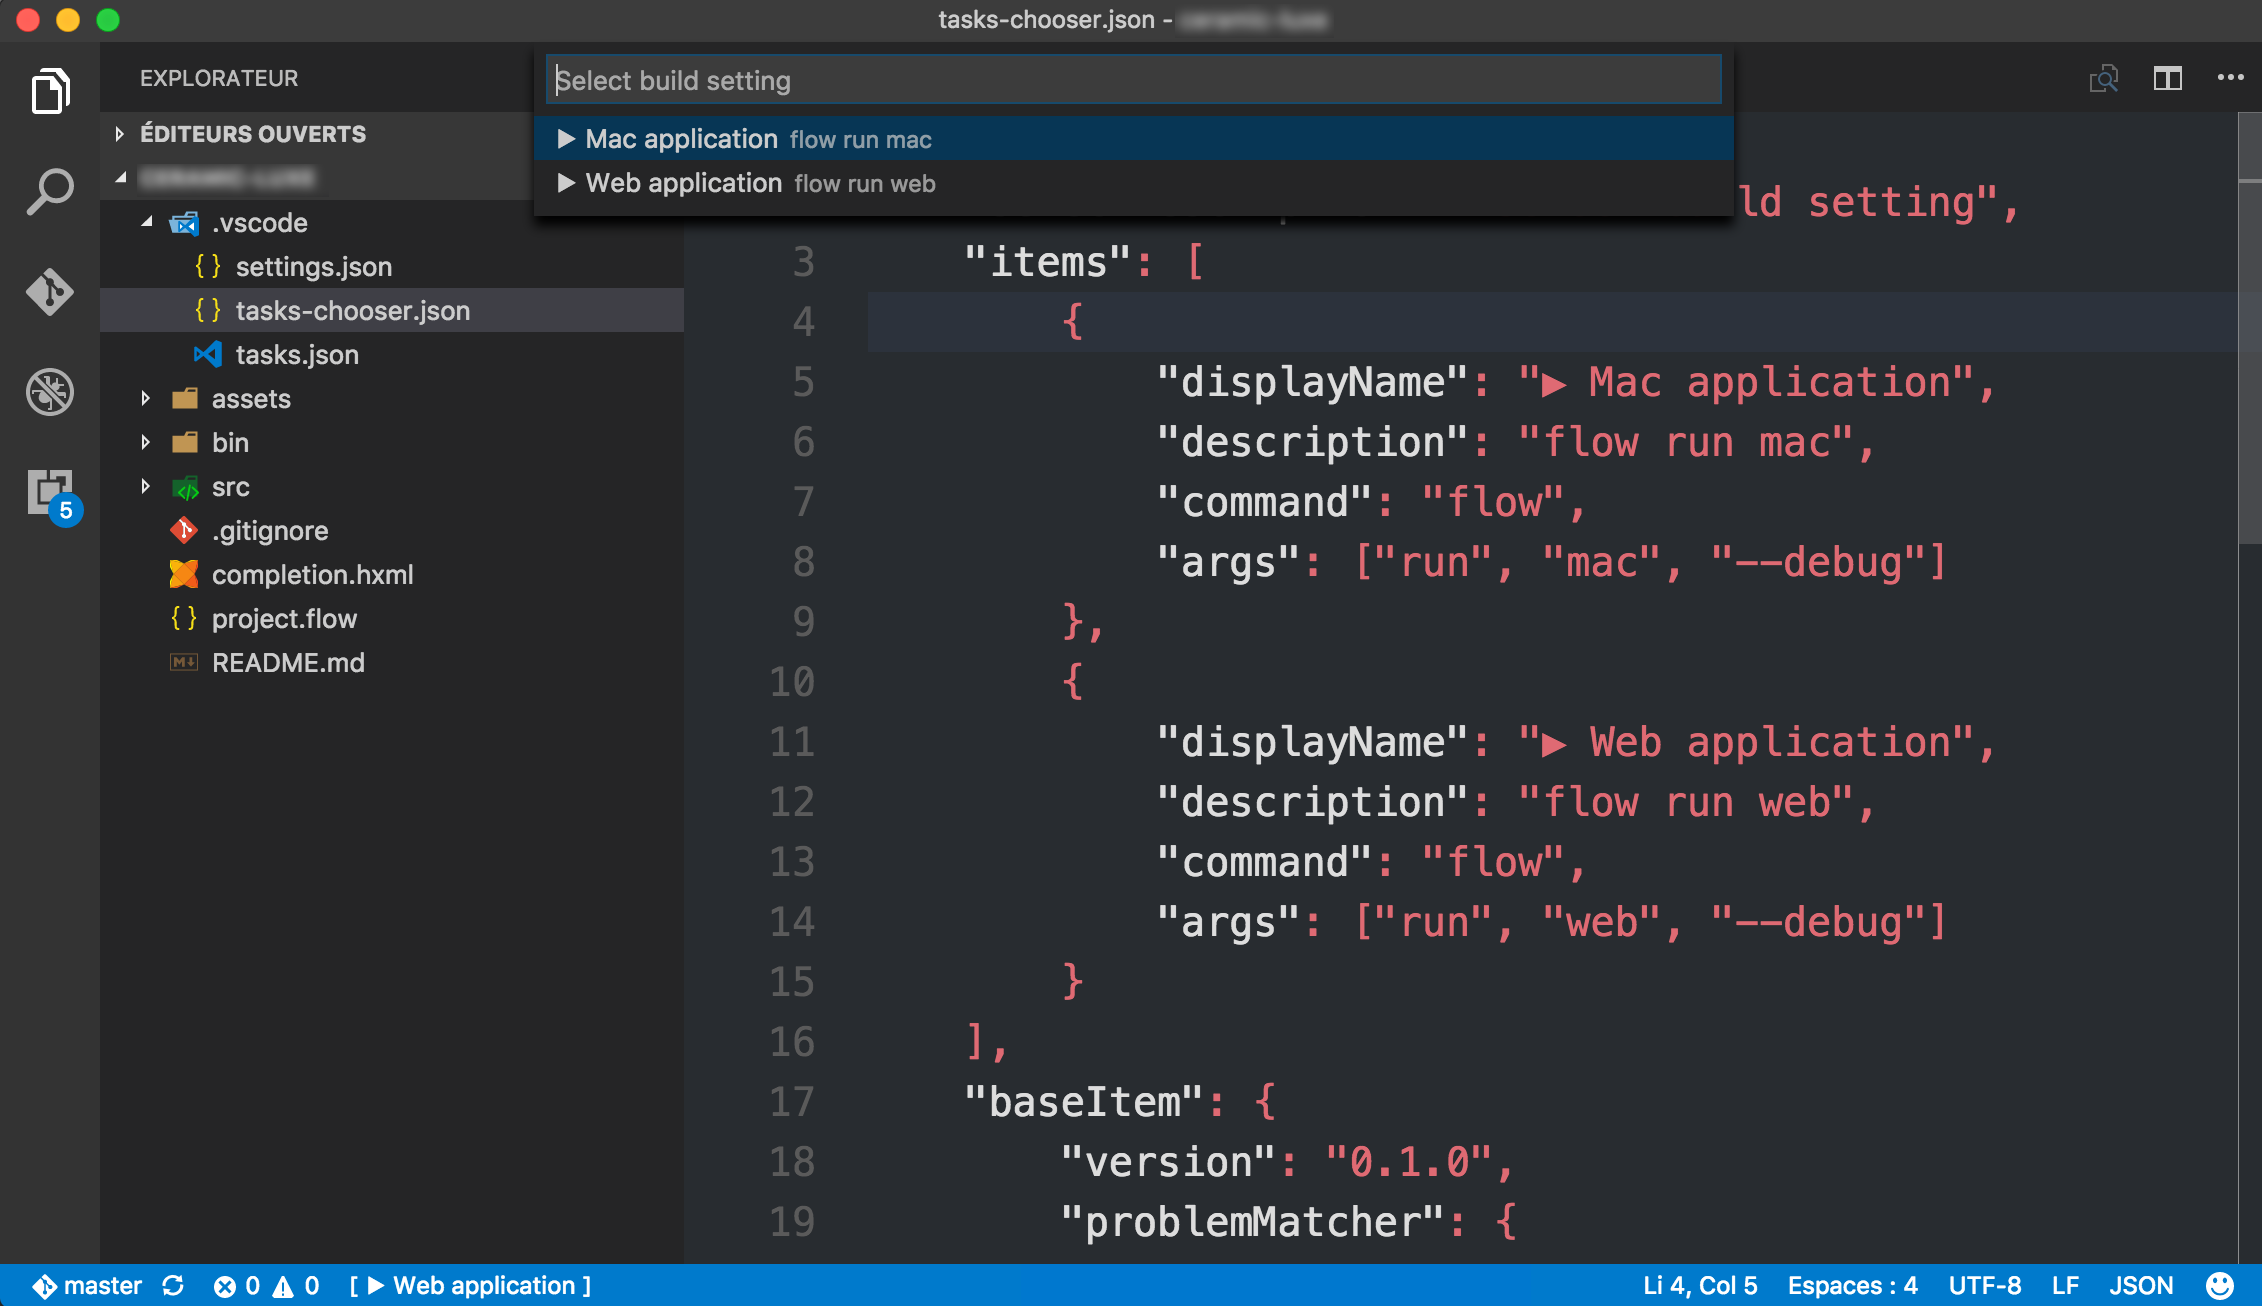 tasks-chooser.json -
EXPLORATEUR
ÉDITEURS OUVERTS
.vscode
{ } settings.json
{ } tasks-chooser.json
tasks.json
assets
bin
src
.gitignore
completion.hxml
{ } project.flow
M↓ README.md
5
Select build setting
▶ Mac application flow run mac
▶ Web application flow run web
ld setting",
3 "items": [
4 {
5 "displayName": "▶ Mac application",
6 "description": "flow run mac",
7 "command": "flow",
8 "args": ["run", "mac", "--debug"]
9 },
10 {
11 "displayName": "▶ Web application",
12 "description": "flow run web",
13 "command": "flow",
14 "args": ["run", "web", "--debug"]
15 }
16 ],
17 "baseItem": {
18 "version": "0.1.0",
19 "problemMatcher": {
master 0 0 [ ▶ Web application ] Li 4, Col 5 Espaces : 4 UTF-8 LF JSON